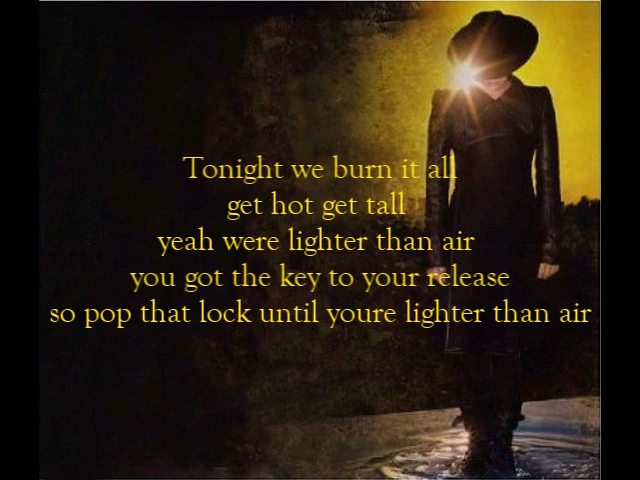 Tonight we burn it all
get hot get tall
yeah were lighter than air
you got the key to your release
so pop that lock until youre lighter than air